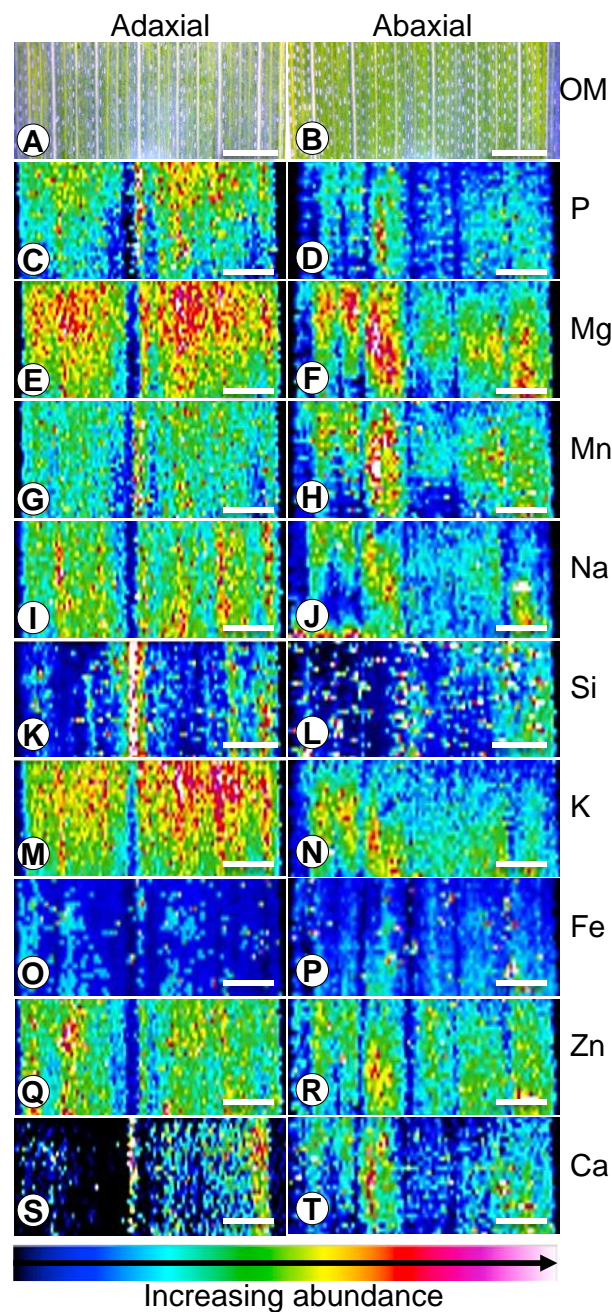 Adaxial Abaxial
A B OM
C D P
E F Mg
G H Mn
I J Na
K L Si
M N K
O P Fe
Q R Zn
S T Ca
Increasing abundance